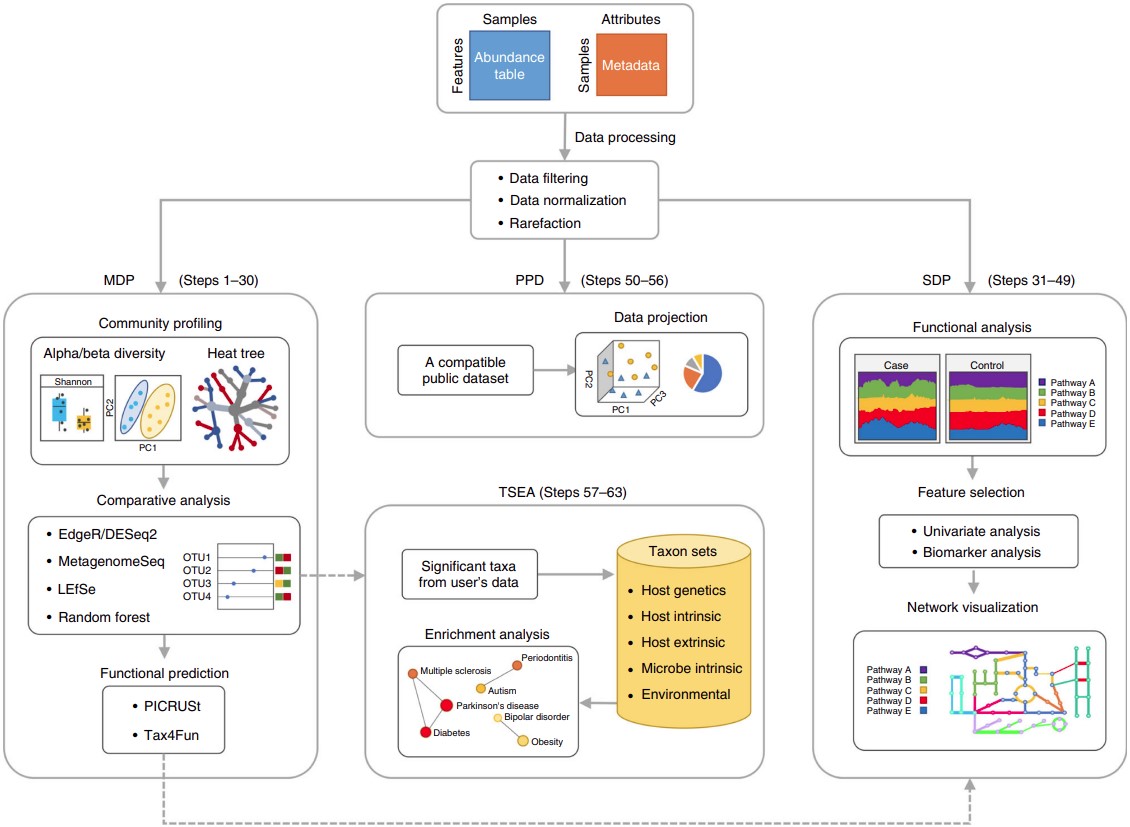 Samples
Attributes
Features
Abundance
table
Samples
Metadata
Data processing
• Data filtering
• Data normalization
• Rarefaction
MDP (Steps 1–30)
Community profiling
Alpha/beta diversity
Heat tree
Shannon
PC2
PC1
Comparative analysis
• EdgeR/DESeq2
• MetagenomeSeq
• LEfSe
• Random forest
OTU1
OTU2
OTU3
OTU4
Functional prediction
• PICRUSt
• Tax4Fun
PPD (Steps 50–56)
Data projection
A compatible
public dataset
PC2
PC1
PC3
TSEA (Steps 57–63)
Significant taxa
from user's data
Taxon sets
• Host genetics
• Host intrinsic
• Host extrinsic
• Microbe intrinsic
• Environmental
Enrichment analysis
Periodontitis
Multiple sclerosis
Autism
Parkinson's disease
Bipolar disorder
Diabetes
Obesity
SDP (Steps 31–49)
Functional analysis
Case
Control
Pathway A
Pathway B
Pathway C
Pathway D
Pathway E
Feature selection
• Univariate analysis
• Biomarker analysis
Network visualization
Pathway A
Pathway B
Pathway C
Pathway D
Pathway E